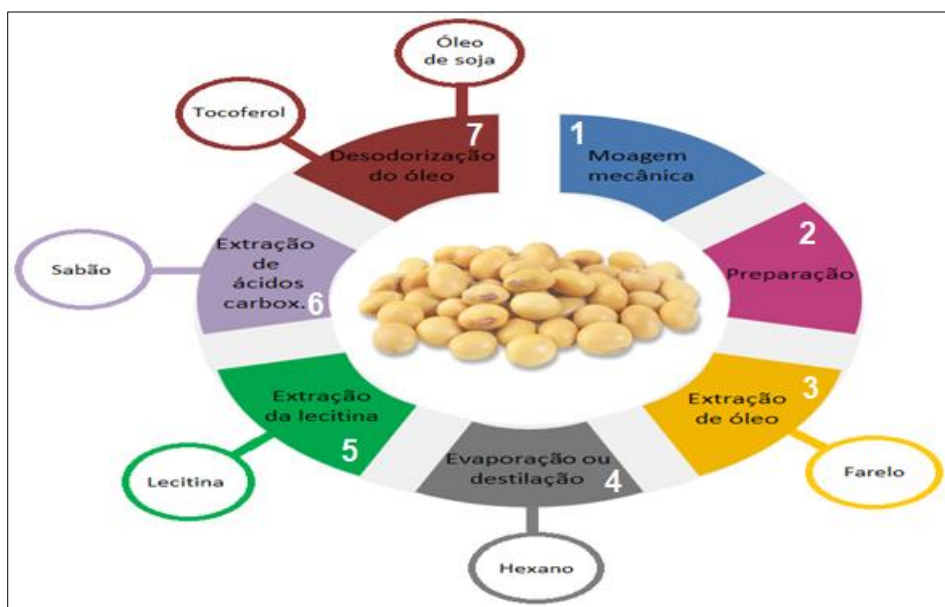 1
Moagem
mecânica
2
Preparação
3
Extração
de óleo
Farelo
Evaporação ou
destilação
4
Hexano
Extração
da lecitina
5
Lecitina
Extração
de
ácidos
carbox.
6
Sabão
7
Desodorização
do óleo
Tocoferol
Óleo
de soja